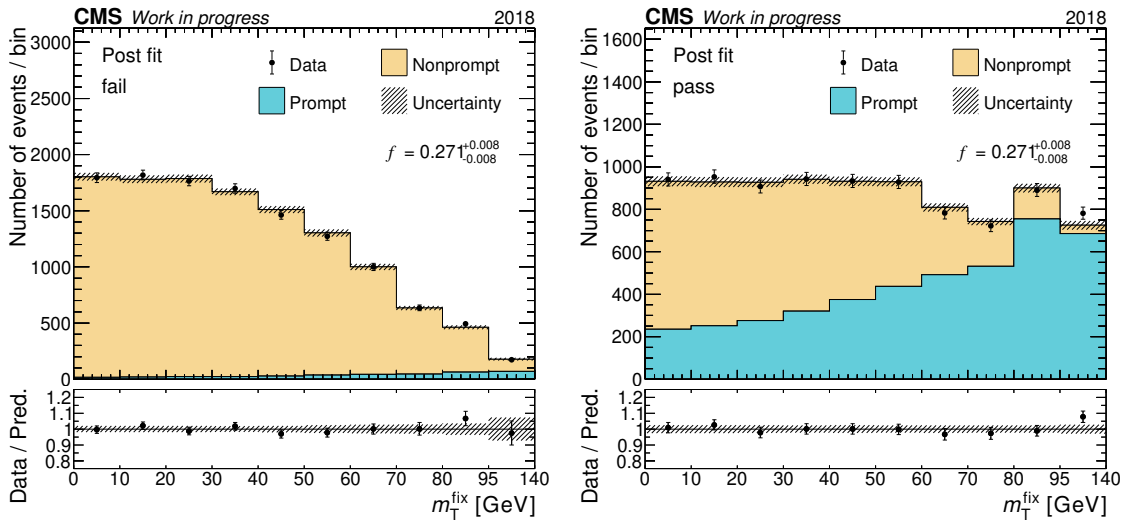 CMS Work in progress 2018
Number of events / bin
Post fit
fail
Data
Nonprompt
Prompt
Uncertainty
f = 0.271 +0.008 -0.008
3000
2500
2000
1500
1000
500
0
Data / Pred.
1.2
1.1
1
0.9
0.8
0 10 20 30 40 50 60 70 80 95 140
m_T^fix [GeV]
CMS Work in progress 2018
Number of events / bin
Post fit
pass
Data
Nonprompt
Prompt
Uncertainty
f = 0.271 +0.008 -0.008
1600
1400
1200
1000
800
600
400
200
0
Data / Pred.
1.2
1.1
1
0.9
0.8
0 10 20 30 40 50 60 70 80 95 140
m_T^fix [GeV]